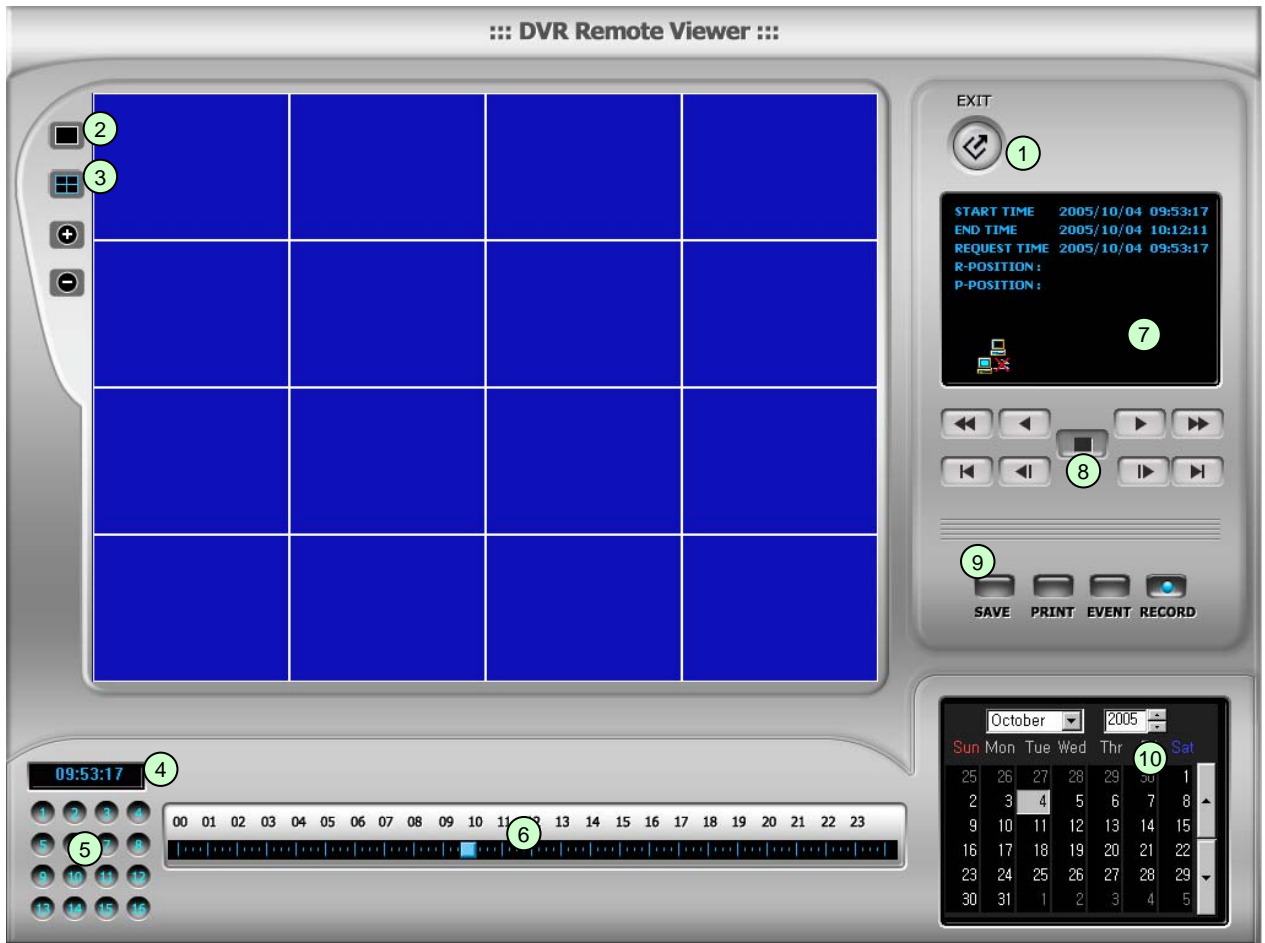 ::: DVR Remote Viewer :::
2
3
EXIT
1
START TIME 2005/10/04 09:53:17
END TIME 2005/10/04 10:12:11
REQUEST TIME 2005/10/04 09:53:17
R-POSITION :
P-POSITION :
7
8
9
SAVE PRINT EVENT RECORD
October 2005
Sun Mon Tue Wed Thr Sat
10
25 26 27 28 29 30 1
2 3 4 5 6 7 8
9 10 11 12 13 14 15
16 17 18 19 20 21 22
23 24 25 26 27 28 29
30 31 1 2 3 4 5
09:53:17
4
1 2 3 4
5 7 8
9 10 11 12
13 14 15 16
5
00 01 02 03 04 05 06 07 08 09 10 11 12 13 14 15 16 17 18 19 20 21 22 23
6